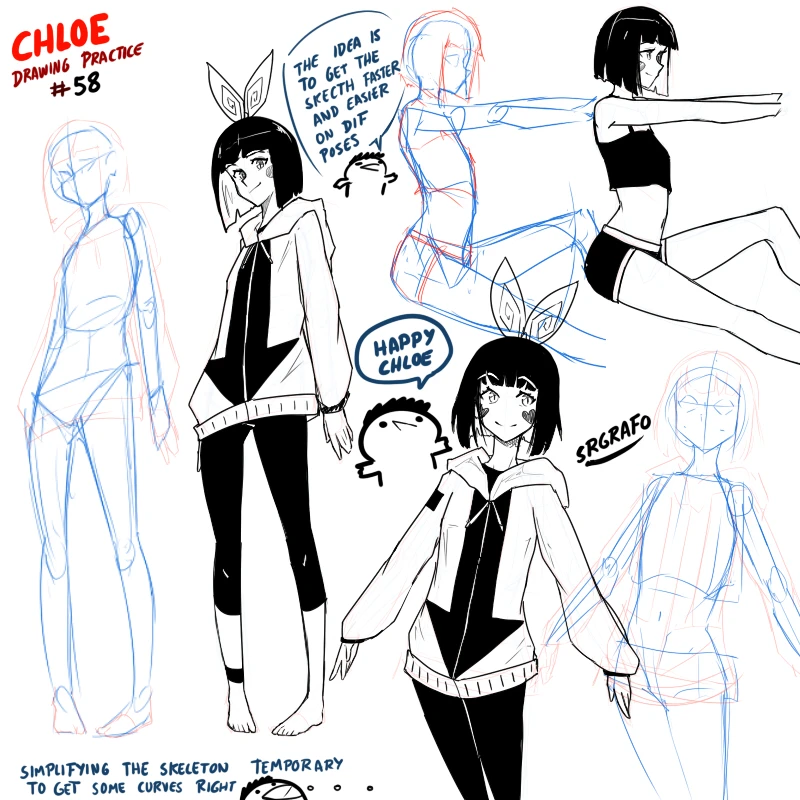 CHLOE
DRAWING PRACTICE
#58
THE IDEA IS
TO GET THE
SKECTH FASTER
AND EASIER
ON DIF
POSES
HAPPY
CHLOE
SRGRAFO
SIMPLIFYING THE SKELETON TEMPORARY
TO GET SOME CURVES RIGHT